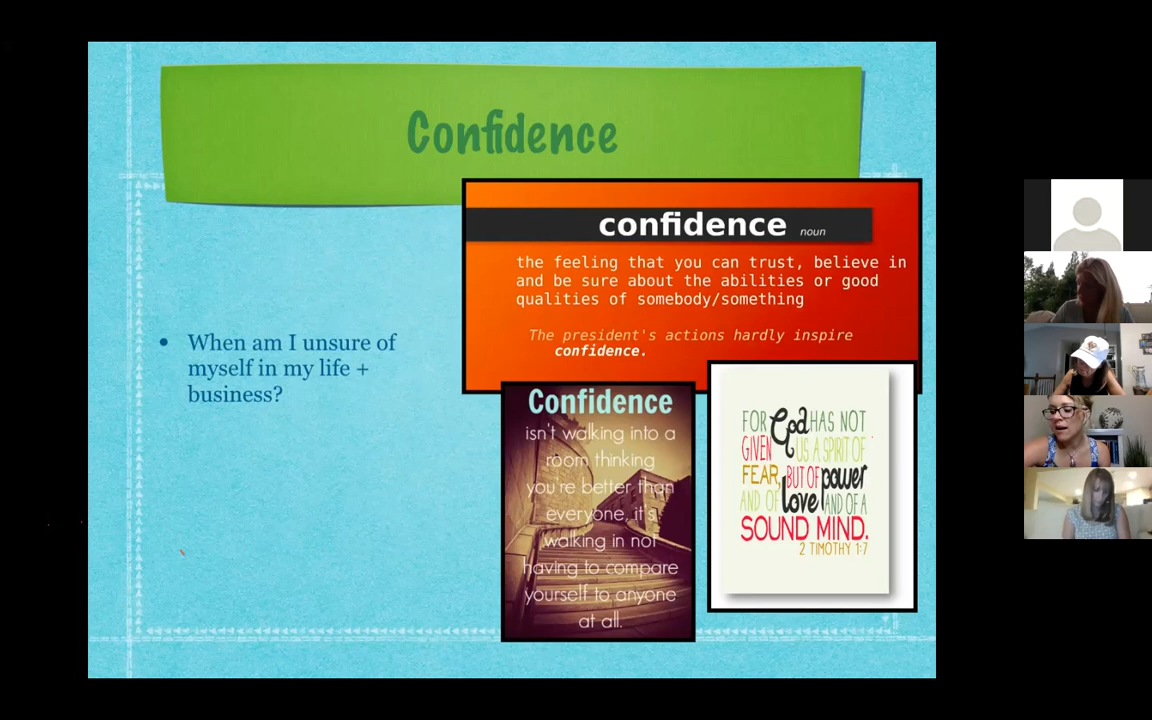 Confidence
confidence noun
the feeling that you can trust, believe in
and be sure about the abilities or good
qualities of somebody/something
The president's actions hardly inspire
confidence.
• When am I unsure of
myself in my life +
business?
Confidence
isn't walking into a
room thinking
you're better than
everyone, it's
walking in not
having to compare
yourself to anyone
at all.
FOR God HAS NOT
GIVEN US A SPIRIT OF
FEAR, BUT OF power
AND OF love AND OF A
SOUND MIND.
2 TIMOTHY 1:7